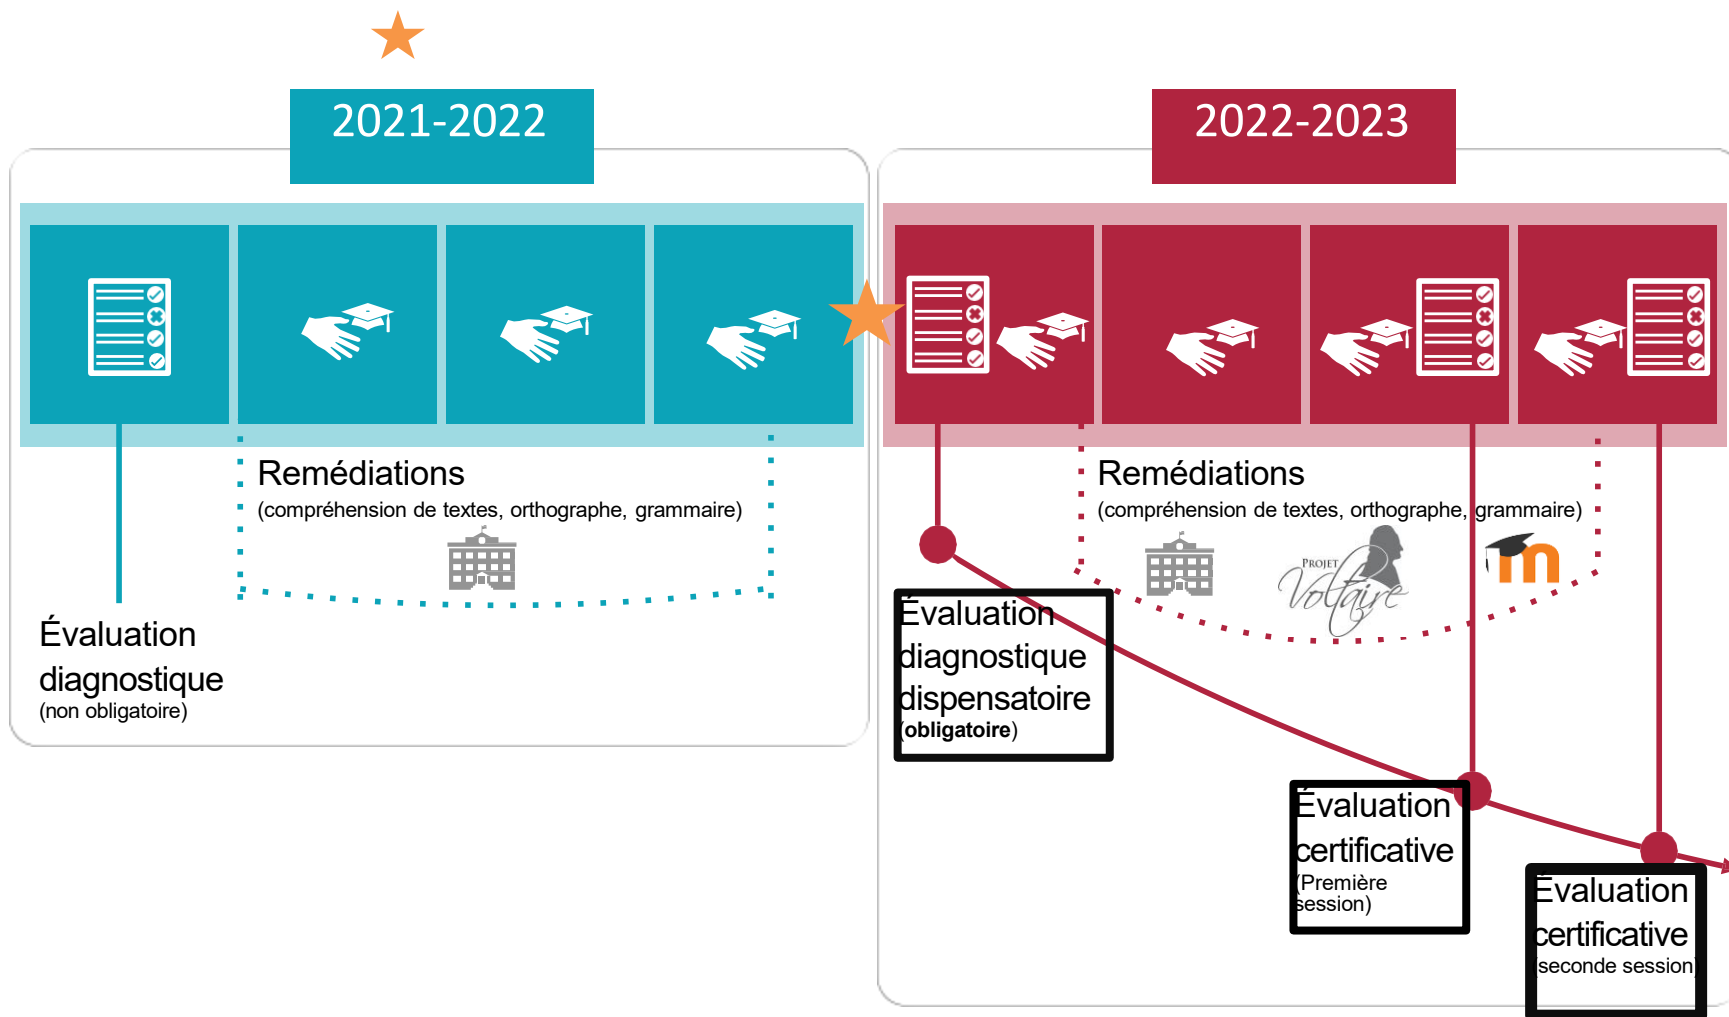 2021-2022
Remédiations
(compréhension de textes, orthographe, grammaire)
Évaluation
diagnostique
(non obligatoire)
2022-2023
Remédiations
(compréhension de textes, orthographe, grammaire)
PROJET
Voltaire
m
Évaluation
diagnostique
dispensatoire
(obligatoire)
Évaluation
certificative
(Première
session)
Évaluation
certificative
(seconde session)